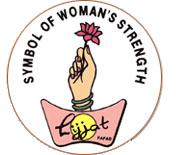 SYMBOL OF WOMAN'S STRENGTH
Lijjat
PAPAD